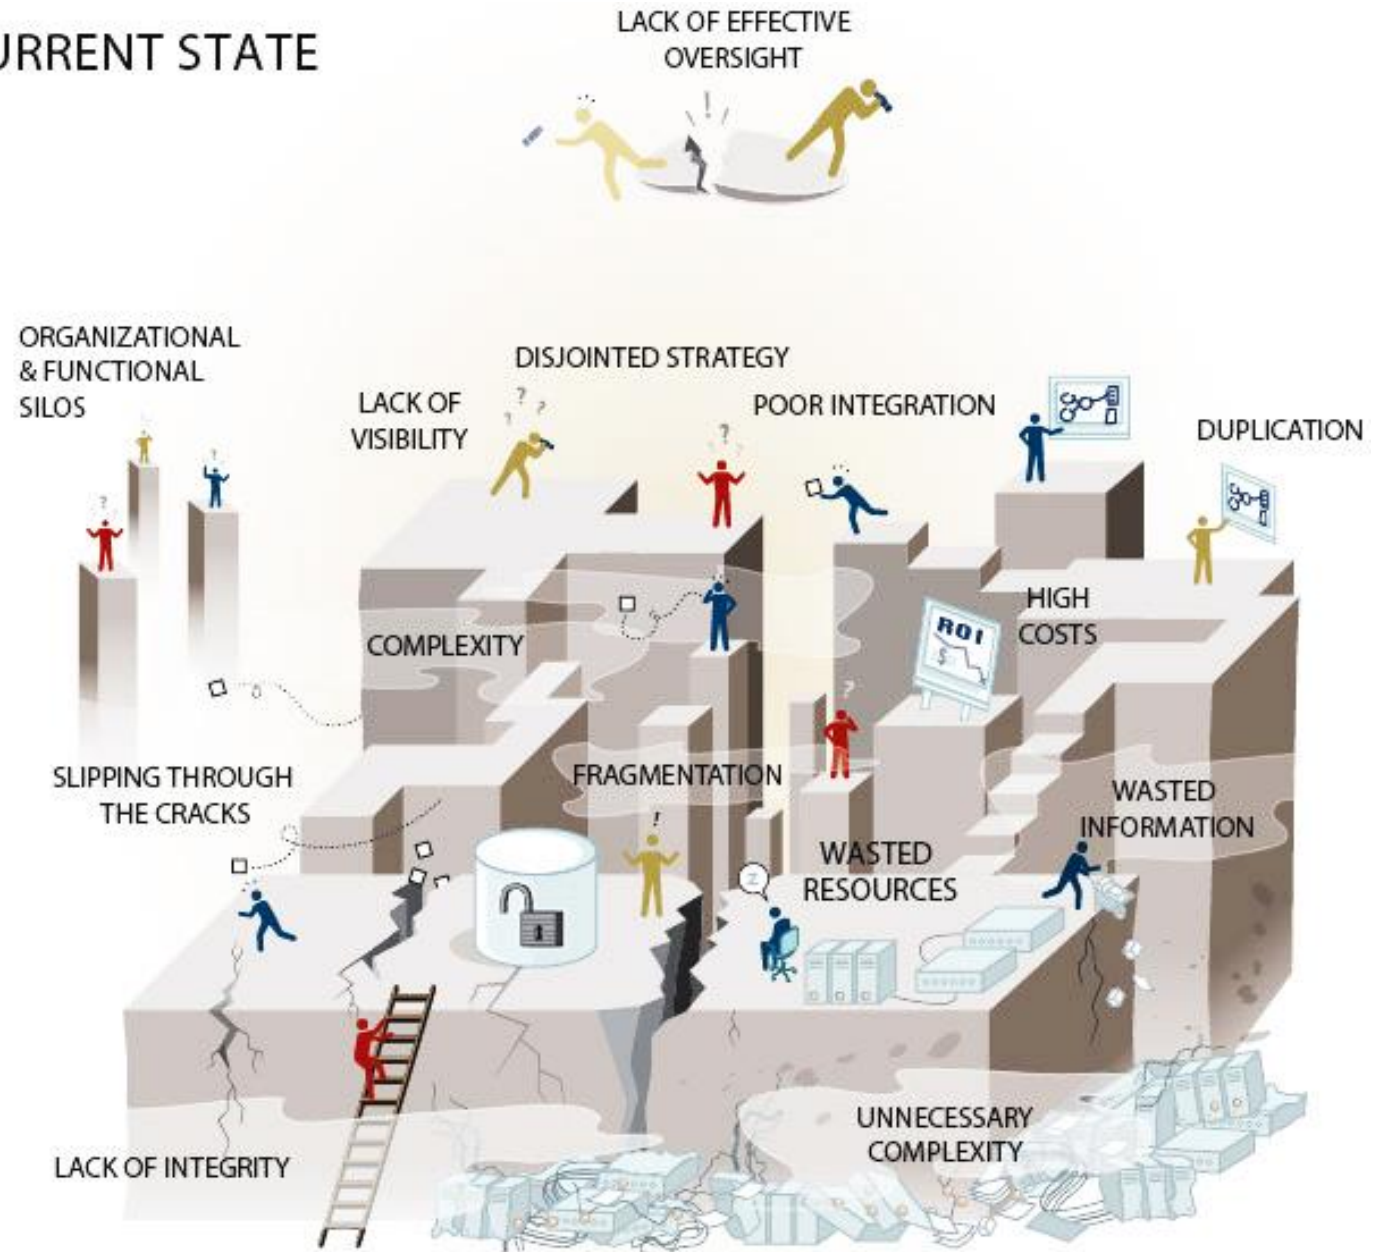 URRENT STATE
LACK OF EFFECTIVE
OVERSIGHT
ORGANIZATIONAL
& FUNCTIONAL
SILOS
DISJOINTED STRATEGY
LACK OF
VISIBILITY
POOR INTEGRATION
DUPLICATION
HIGH
COSTS
ROI
$
COMPLEXITY
SLIPPING THROUGH
THE CRACKS
FRAGMENTATION
WASTED
INFORMATION
WASTED
RESOURCES
Z
UNNECESSARY
COMPLEXITY
LACK OF INTEGRITY